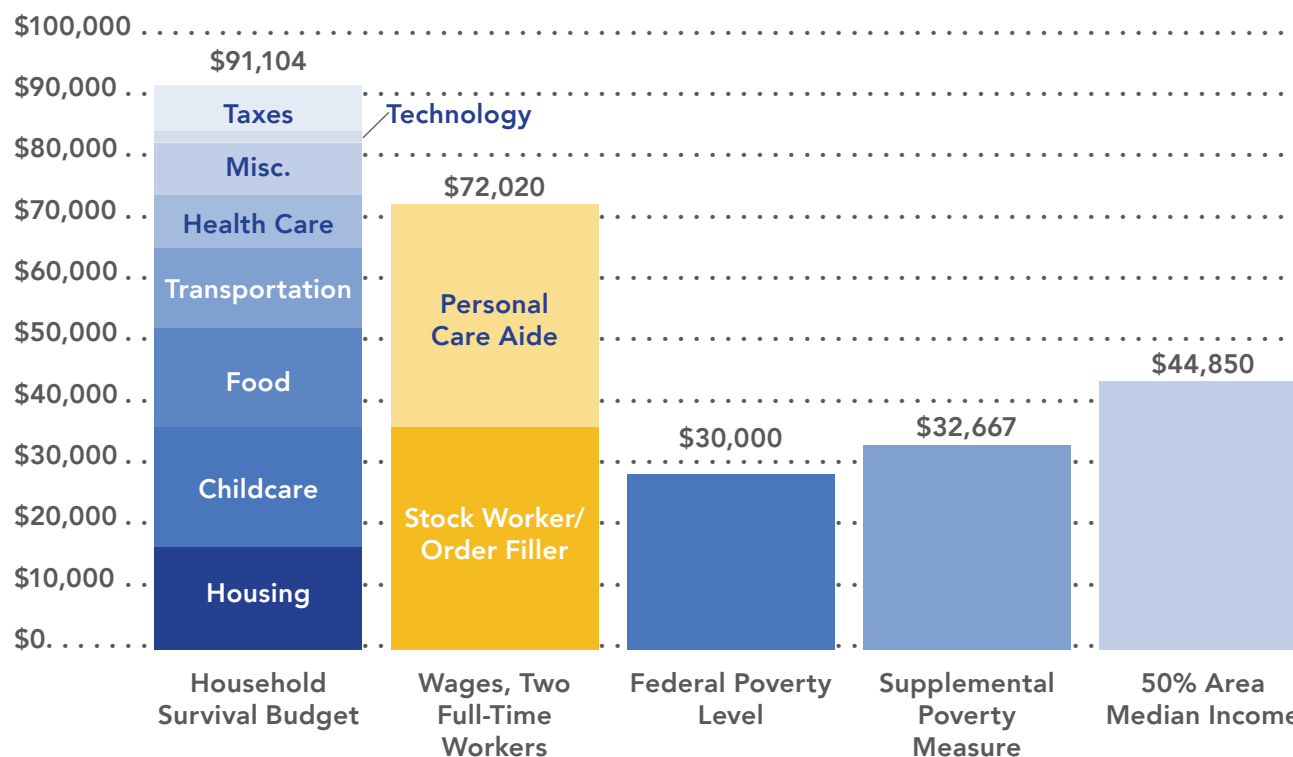 $100,000
$91,104
$90,000
Taxes
Technology
$80,000
Misc.
$72,020
$70,000
Health Care
$60,000
Transportation
Personal
Care Aide
$50,000
$44,850
Food
$40,000
$30,000
$32,667
$30,000
Childcare
Stock Worker/
Order Filler
$20,000
$10,000
Housing
$0
Household
Survival Budget
Wages, Two
Full-Time
Workers
Federal Poverty
Level
Supplemental
Poverty
Measure
50% Area
Median Income